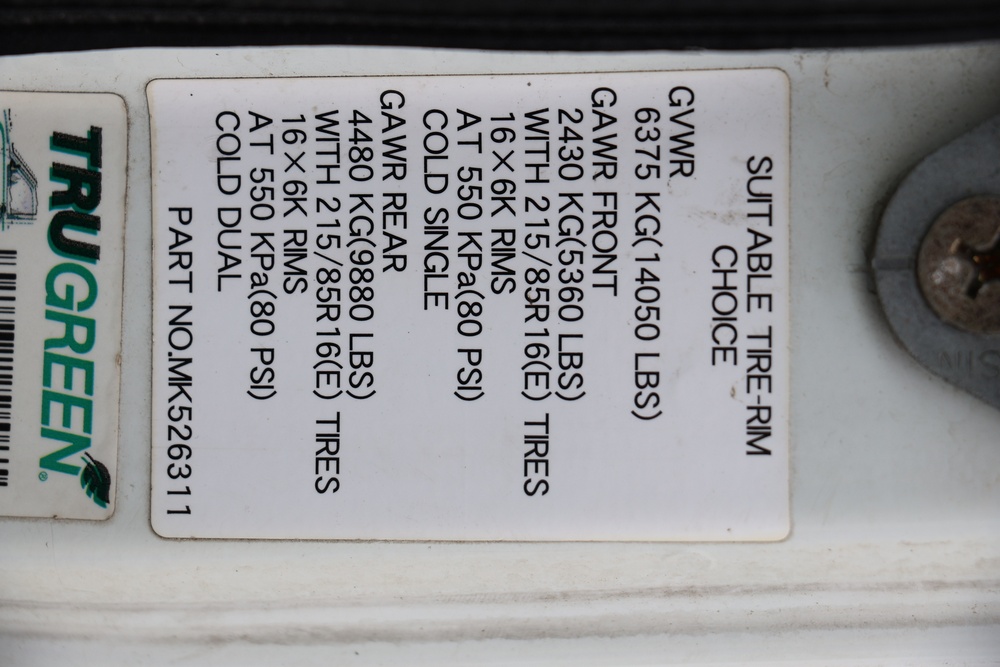 SUITABLE TIRE-RIM
CHOICE
GVWR
6375 KG(14050 LBS)
GAWR FRONT
2430 KG(5360 LBS)
WITH 215/85R16(E) TIRES
16×6K RIMS
AT 550 KPa(80 PSI)
COLD SINGLE
GAWR REAR
4480 KG(9880 LBS)
WITH 215/85R16(E) TIRES
16×6K RIMS
AT 550 KPa(80 PSI)
COLD DUAL
PART NO.MK526311
TRUGREEN®